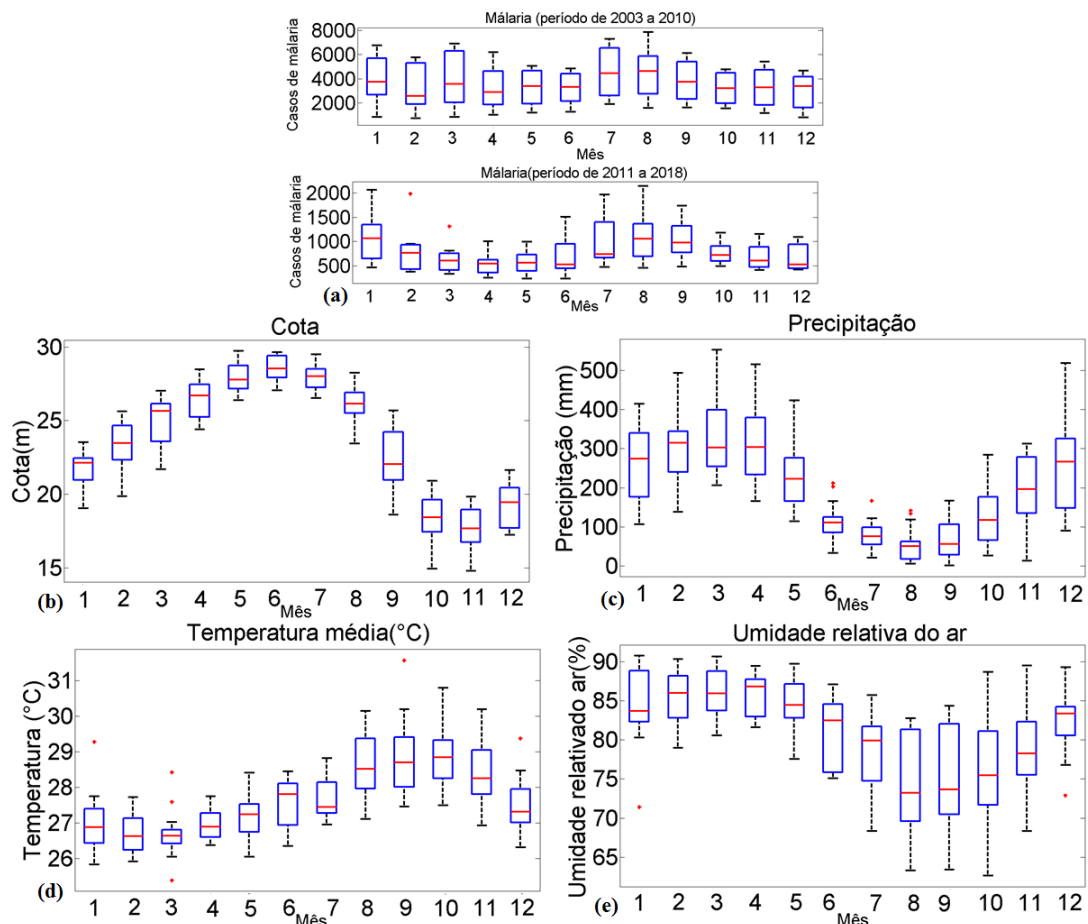 Málaria (período de 2003 a 2010)
Casos de málaria
8000
6000
4000
2000
1 2 3 4 5 6 7 8 9 10 11 12
Mês
Málaria(período de 2011 a 2018)
Casos de málaria
2000
1500
1000
500
1 2 3 4 5 6 7 8 9 10 11 12
Mês
(a)
Cota
Cota(m)
30
25
20
15
1 2 3 4 5 6 7 8 9 10 11 12
Mês
(b)
Precipitação
Precipitação (mm)
500
400
300
200
100
0
1 2 3 4 5 6 7 8 9 10 11 12
Mês
(c)
Temperatura média(°C)
Temperatura (°C)
31
30
29
28
27
26
1 2 3 4 5 6 7 8 9 10 11 12
Mês
(d)
Umidade relativa do ar
Umidade relativado ar(%)
90
85
80
75
70
65
1 2 3 4 5 6 7 8 9 10 11 12
Mês
(e)